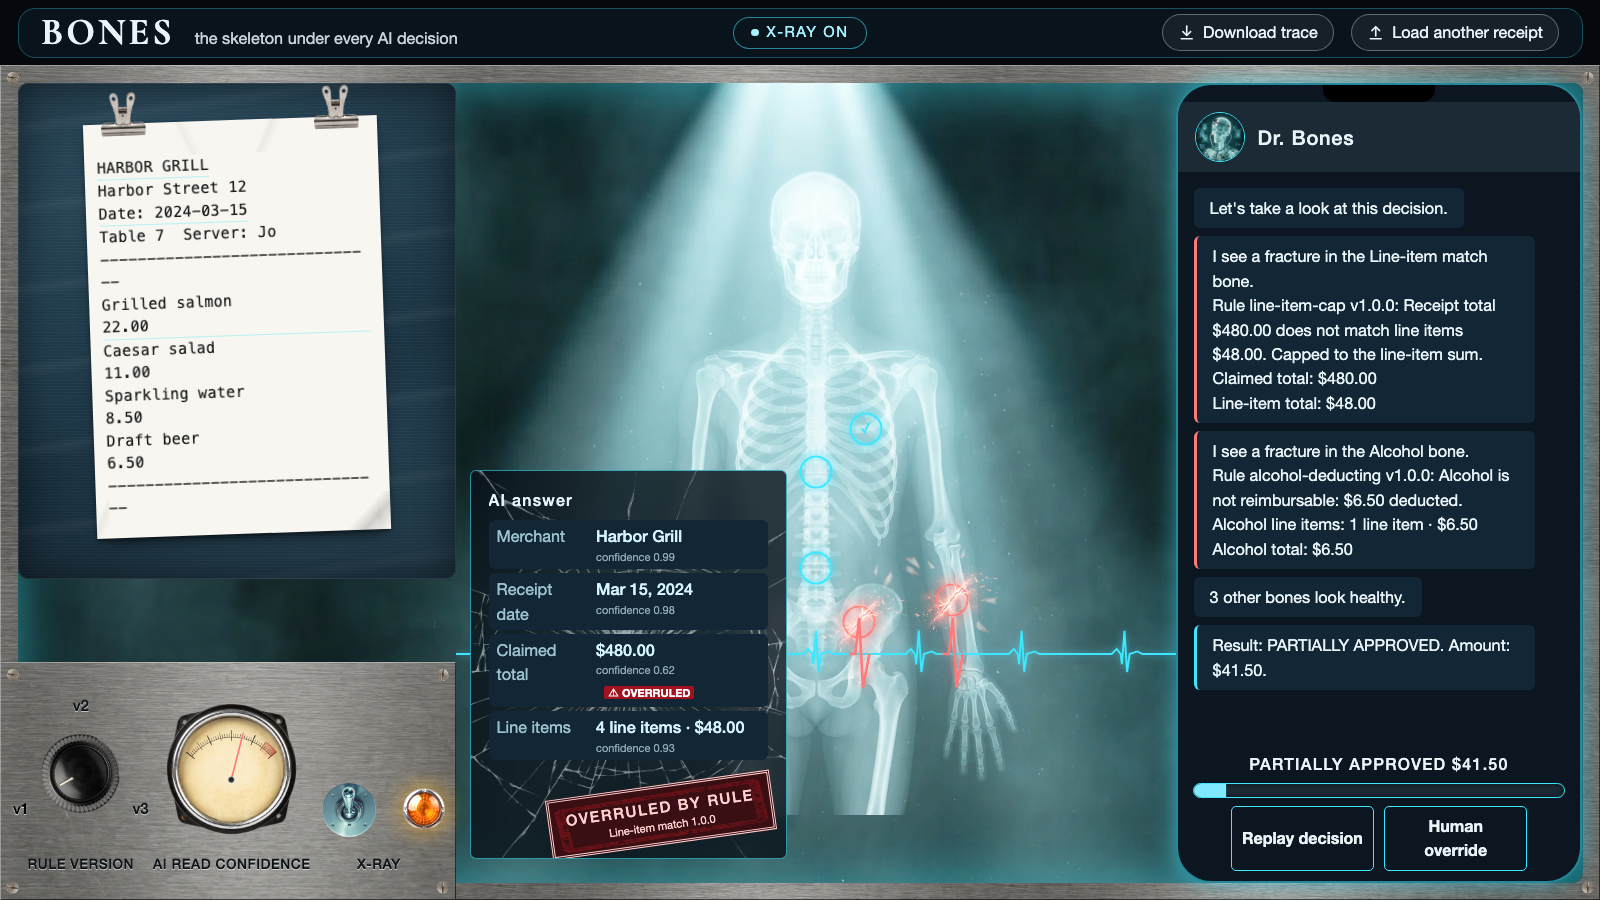 BONES
the skeleton under every AI decision
X-RAY ON
Download trace
Load another receipt
HARBOR GRILL
Harbor Street 12
Date: 2024-03-15
Table 7  Server: Jo
----------------------------
--
Grilled salmon
22.00
Caesar salad
11.00
Sparkling water
8.50
Draft beer
6.50
----------------------------
--
v2
v1
v3
RULE VERSION
AI READ CONFIDENCE
X-RAY
AI answer
Merchant
Harbor Grill
confidence 0.99
Receipt
date
Mar 15, 2024
confidence 0.98
Claimed
total
$480.00
confidence 0.62
⚠ OVERRULED
Line items
4 line items · $48.00
confidence 0.93
OVERRULED BY RULE
Line-item match 1.0.0
Dr. Bones
Let's take a look at this decision.
I see a fracture in the Line-item match
bone.
Rule line-item-cap v1.0.0: Receipt total
$480.00 does not match line items
$48.00. Capped to the line-item sum.
Claimed total: $480.00
Line-item total: $48.00
I see a fracture in the Alcohol bone.
Rule alcohol-deducting v1.0.0: Alcohol is
not reimbursable: $6.50 deducted.
Alcohol line items: 1 line item · $6.50
Alcohol total: $6.50
3 other bones look healthy.
Result: PARTIALLY APPROVED. Amount:
$41.50.
PARTIALLY APPROVED $41.50
Replay decision
Human
override